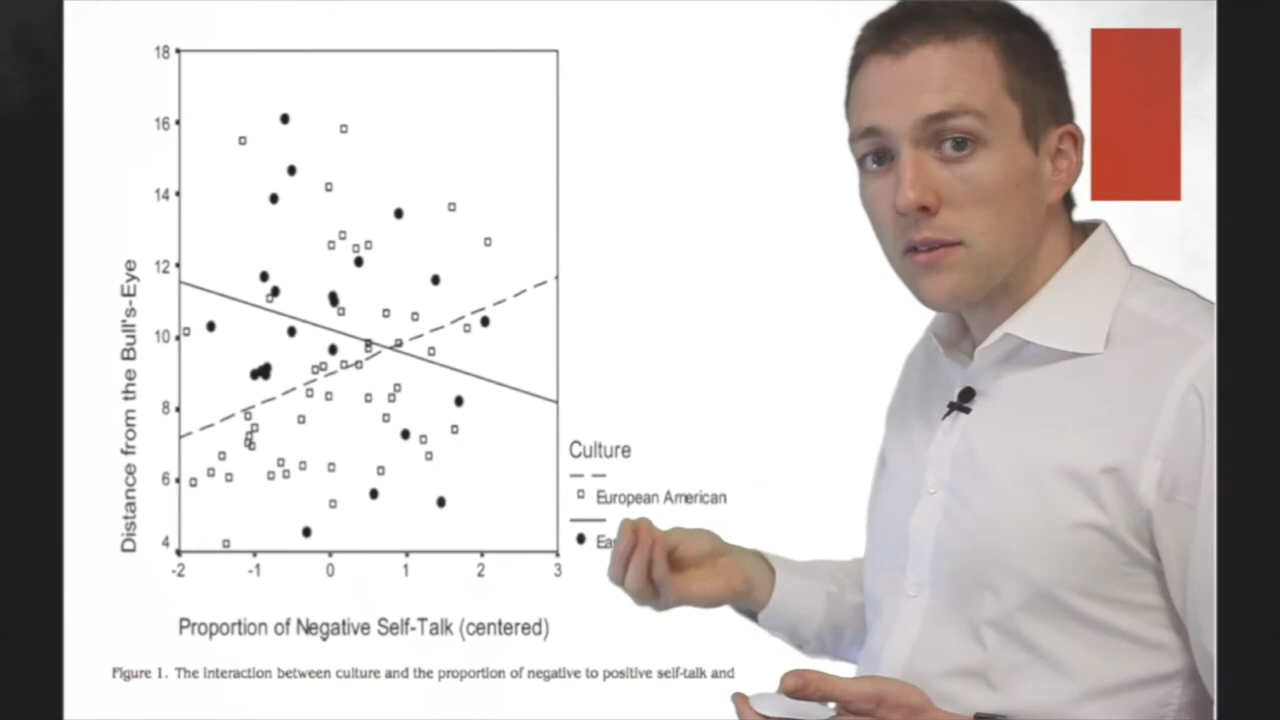 18
16
14
12
10
8
6
4
-2 -1 0 1 2 3
Distance from the Bull's-Eye
Proportion of Negative Self-Talk (centered)
Culture
European American
Figure 1. The interaction between culture and the proportion of negative to positive self-talk and